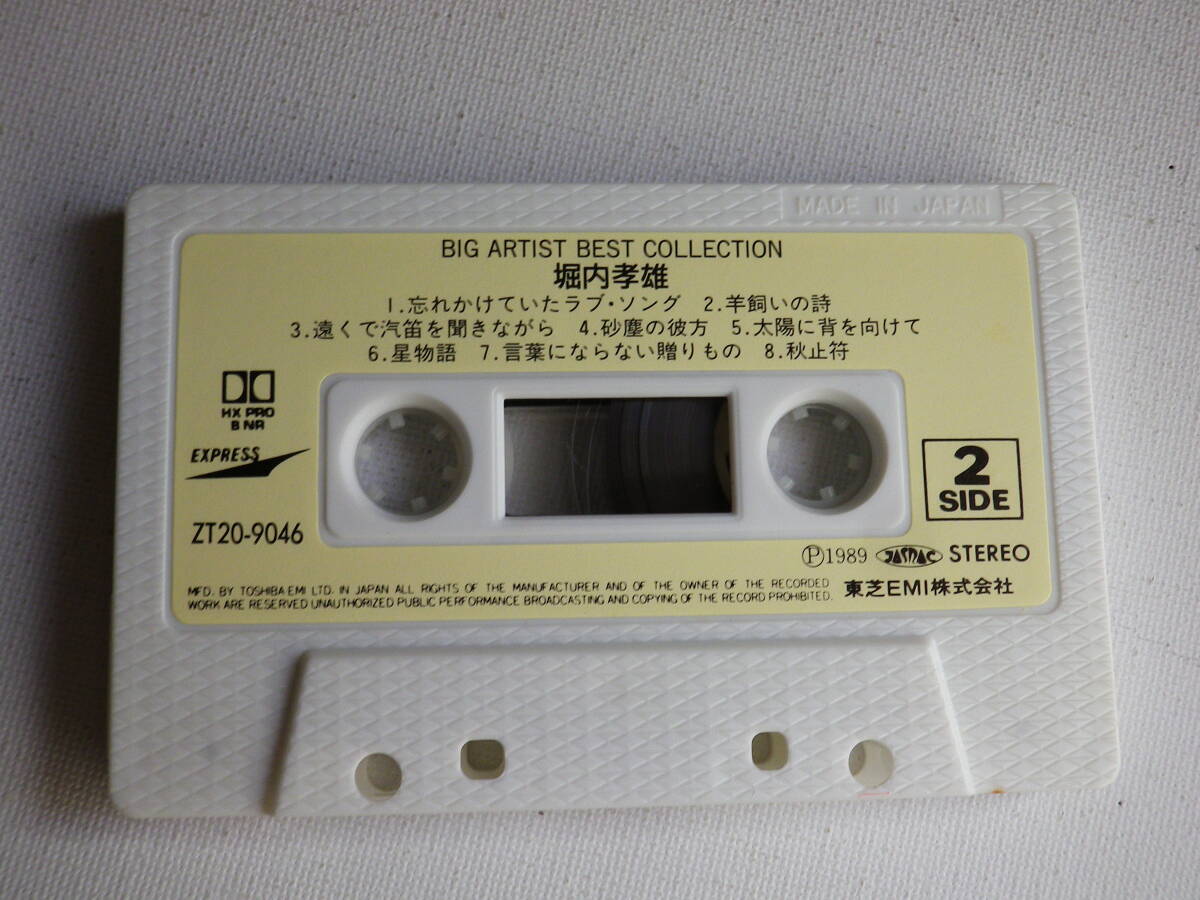 MADE IN JAPAN
BIG ARTIST BEST COLLECTION
堀内孝雄
1.忘れかけていたラブ・ソング 2.羊飼いの詩
3.遠くで汽笛を聞きながら 4.砂塵の彼方 5.太陽に背を向けて
6.星物語 7.言葉にならない贈りもの 8.秋止符
HX PRO
B NR
EXPRESS
2
SIDE
ZT20-9046
Ⓟ1989 JASRAC STEREO
MFD. BY TOSHIBA-EMI LTD. IN JAPAN ALL RIGHTS OF THE MANUFACTURER AND OF THE OWNER OF THE RECORDED
WORK ARE RESERVED UNAUTHORIZED PUBLIC PERFORMANCE BROADCASTING AND COPYING OF THE RECORD PROHIBITED.
東芝EMI株式会社